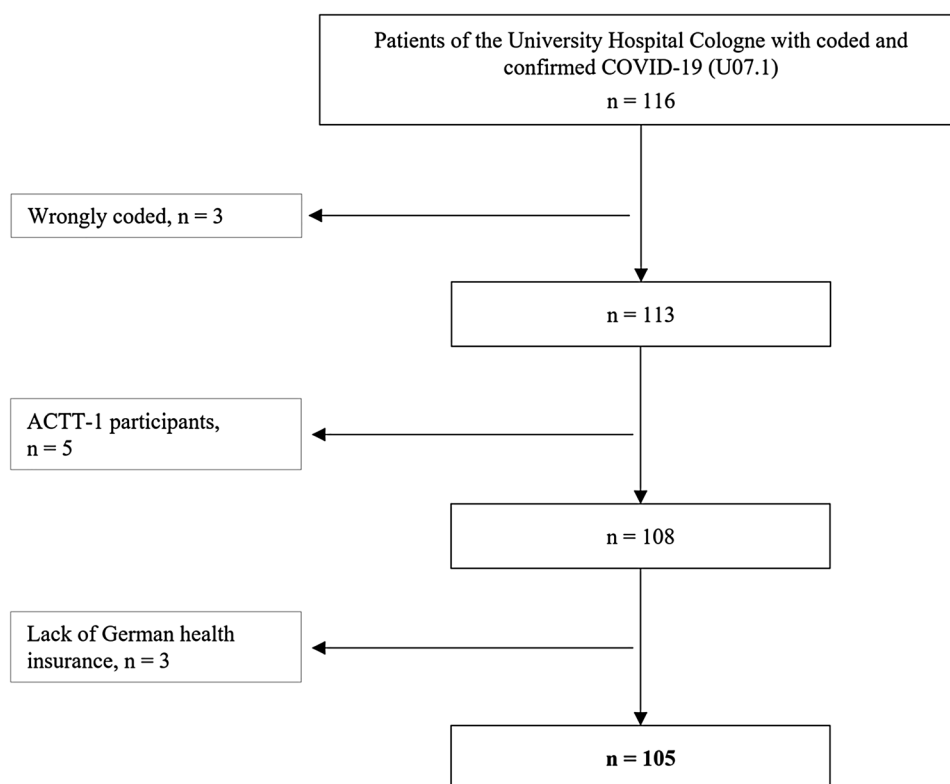 Patients of the University Hospital Cologne with coded and
confirmed COVID-19 (U07.1)
n = 116
Wrongly coded, n = 3
n = 113
ACTT-1 participants,
n = 5
n = 108
Lack of German health
insurance, n = 3
n = 105